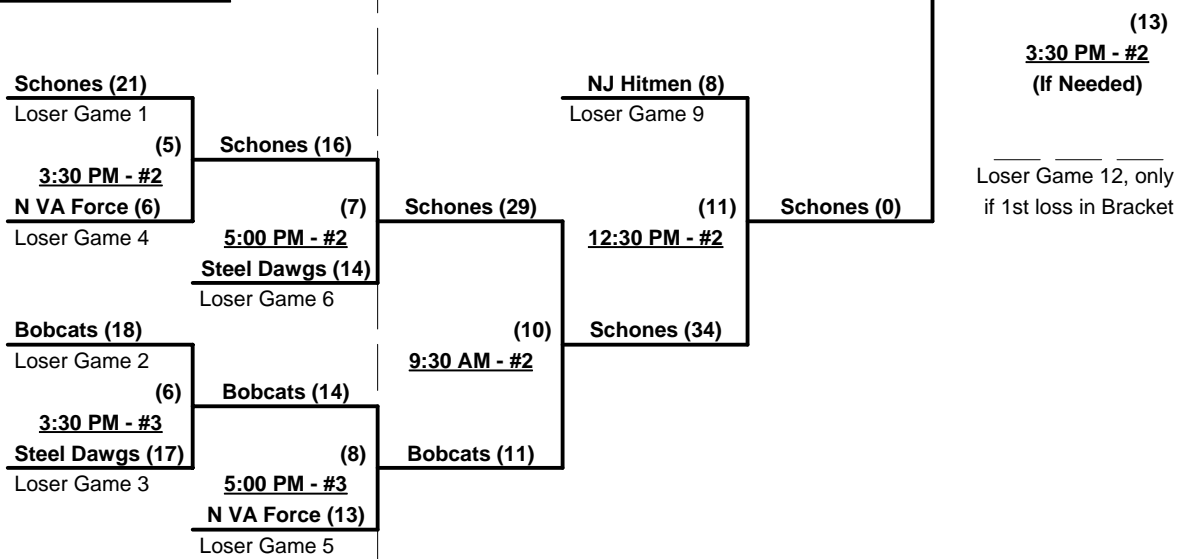 (13)
3:30 PM - #2
(If Needed)
Schones (21)
Loser Game 1
(5)
3:30 PM - #2
N VA Force (6)
Loser Game 4
Schones (16)
(7)
5:00 PM - #2
Steel Dawgs (14)
Loser Game 6
Schones (29)
NJ Hitmen (8)
Loser Game 9
(11)
12:30 PM - #2
Schones (0)
Loser Game 12, only
if 1st loss in Bracket
Bobcats (18)
Loser Game 2
(6)
3:30 PM - #3
Steel Dawgs (17)
Loser Game 3
Bobcats (14)
(8)
5:00 PM - #3
N VA Force (13)
Loser Game 5
(10)
9:30 AM - #2
Bobcats (11)
Schones (34)